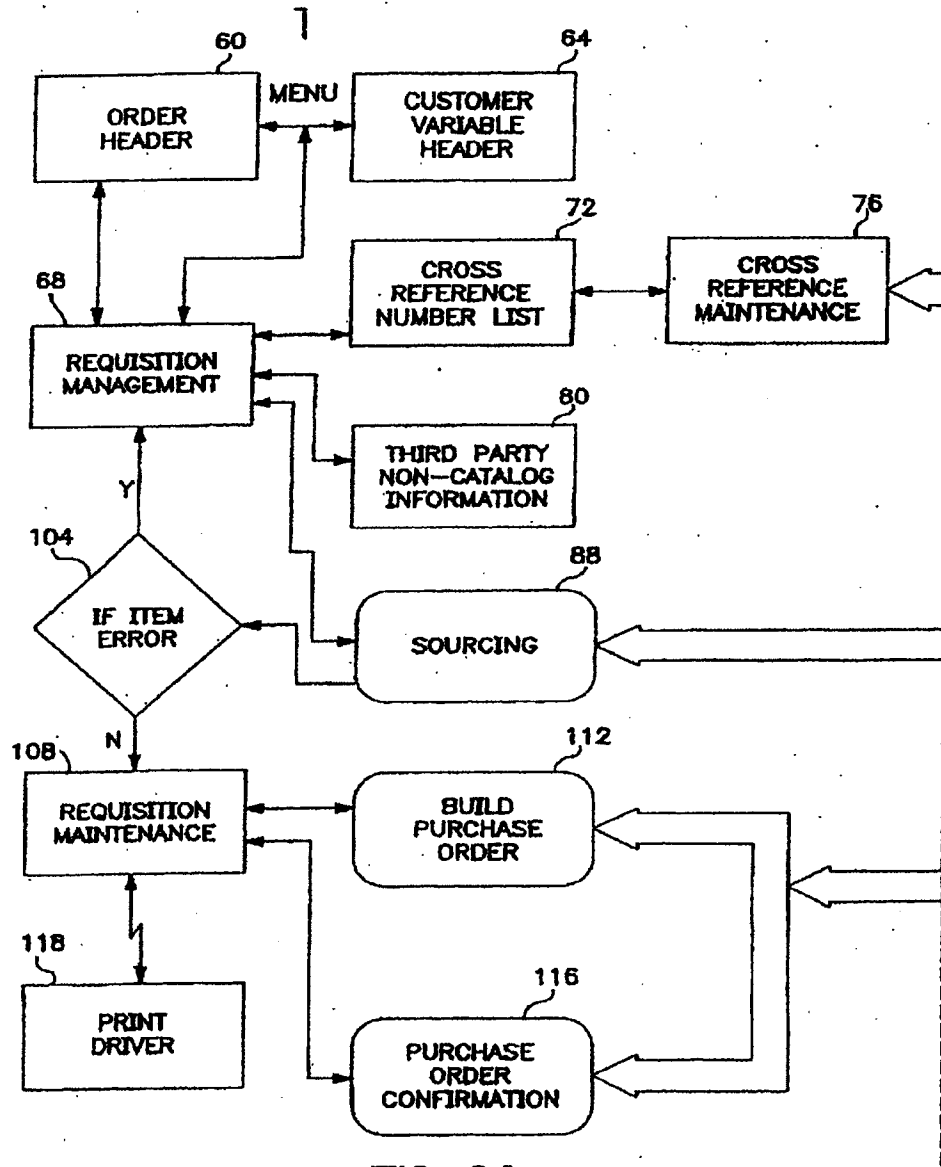 60
ORDER
HEADER
MENU
64
CUSTOMER
VARIABLE
HEADER
72
CROSS
REFERENCE
NUMBER LIST
76
CROSS
REFERENCE
MAINTENANCE
68
REQUISITION
MANAGEMENT
80
THIRD PARTY
NON-CATALOG
INFORMATION
Y
104
IF ITEM
ERROR
88
SOURCING
N
108
REQUISITION
MAINTENANCE
112
BUILD
PURCHASE
ORDER
118
PRINT
DRIVER
116
PURCHASE
ORDER
CONFIRMATION